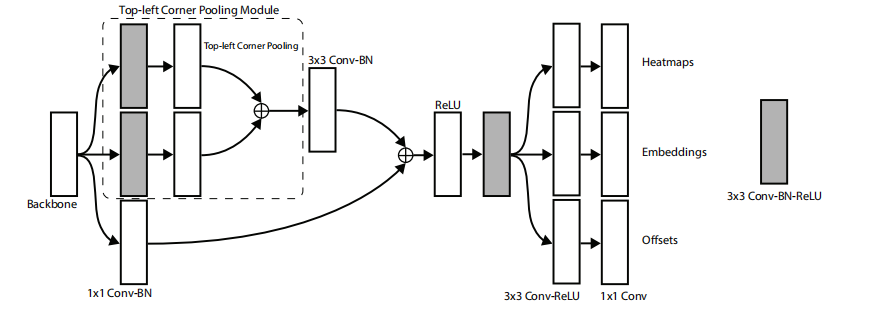 Top-left Corner Pooling Module
Top-left Corner Pooling
3x3 Conv-BN
Backbone
1x1 Conv-BN
ReLU
Heatmaps
Embeddings
Offsets
3x3 Conv-ReLU
1x1 Conv
3x3 Conv-BN-ReLU